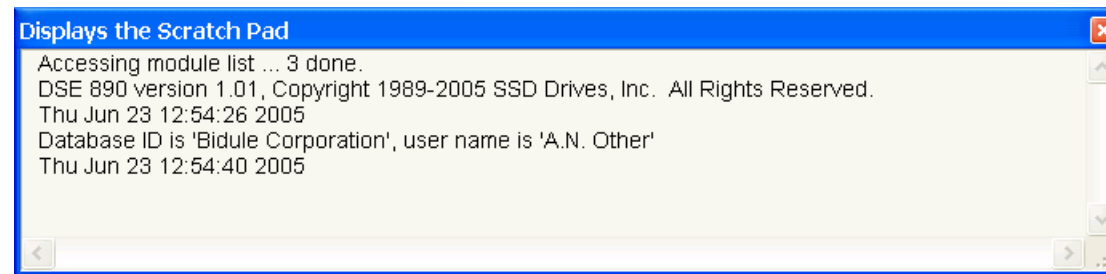 Displays the Scratch Pad
Accessing module list ... 3 done.
DSE 890 version 1.01, Copyright 1989-2005 SSD Drives, Inc.  All Rights Reserved.
Thu Jun 23 12:54:26 2005
Database ID is 'Bidule Corporation', user name is 'A.N. Other'
Thu Jun 23 12:54:40 2005